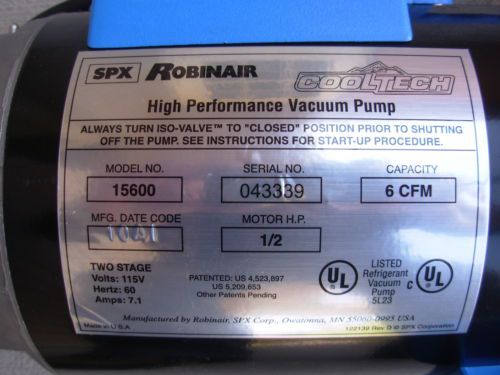 SPX ROBINAIR
COOLTECH
High Performance Vacuum Pump
ALWAYS TURN ISO-VALVE™ TO "CLOSED" POSITION PRIOR TO SHUTTING
OFF THE PUMP. SEE INSTRUCTIONS FOR START-UP PROCEDURE.
MODEL NO. SERIAL NO. CAPACITY
15600 043339 6 CFM
MFG. DATE CODE MOTOR H.P.
1/2
TWO STAGE
Volts: 115V
Hertz: 60
Amps: 7.1
PATENTED: US 4,523,897
US 5,209,653
Other Patents Pending
UL
LISTED
Refrigerant
Vacuum
Pump
5L23
C UL
Manufactured by Robinair, SPX Corp., Owatonna, MN 55060-0995 USA
Made in U.S.A.
122139 Rev D © SPX Corporation